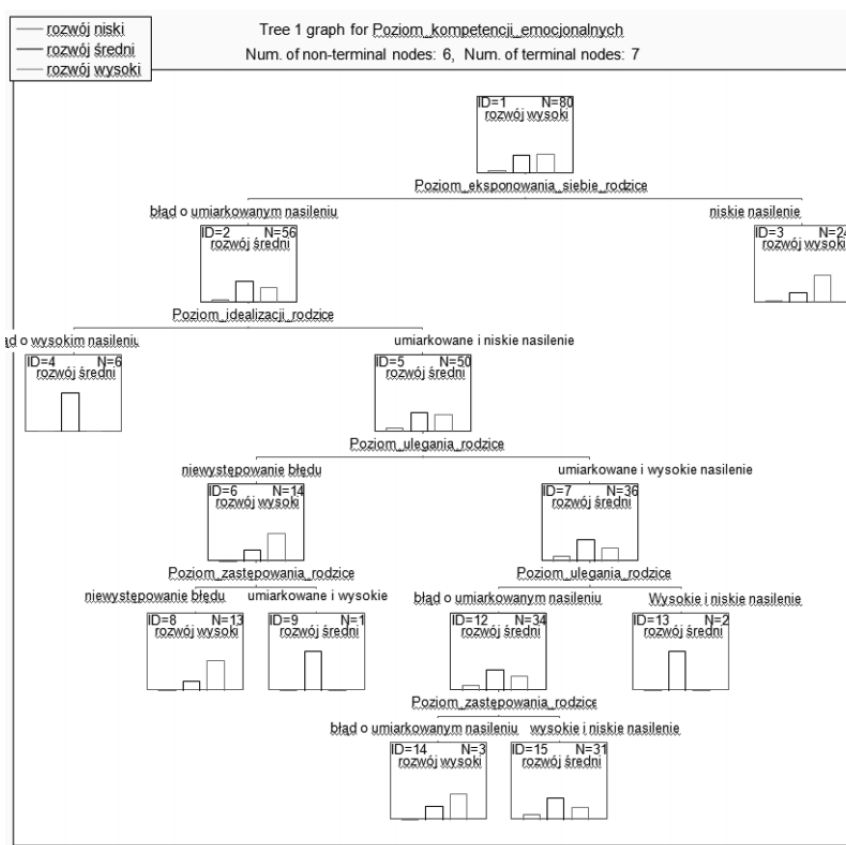 rozwój niski
rozwój średni
rozwój wysoki
Tree 1 graph for Poziom_kompetencji_emocjonalnych
Num. of non-terminal nodes: 6, Num. of terminal nodes: 7
ID=1 N=80
rozwój wysoki
Poziom_eksponowania_siebie_rodzice
błąd o umiarkowanym nasileniu niskie nasilenie
ID=2 N=56 ID=3 N=24
rozwój średni rozwój wysoki
Poziom_idealizacji_rodzice
ąd o wysokim nasileniu umiarkowane i niskie nasilenie
ID=4 N=6 ID=5 N=50
rozwój średni rozwój średni
Poziom_ulegania_rodzice
niewystępowanie błędu umiarkowane i wysokie nasilenie
ID=6 N=14 ID=7 N=36
rozwój wysoki rozwój średni
Poziom_zastępowania_rodzice Poziom_ulegania_rodzice
niewystępowanie błędu umiarkowane i wysokie błąd o umiarkowanym nasileniu Wysokie i niskie nasilenie
ID=8 N=13 ID=9 N=1 ID=12 N=34 ID=13 N=2
rozwój wysoki rozwój średni rozwój średni rozwój średni
Poziom_zastępowania_rodzice
błąd o umiarkowanym nasileniu wysokie i niskie nasilenie
ID=14 N=3 ID=15 N=31
rozwój wysoki rozwój średni